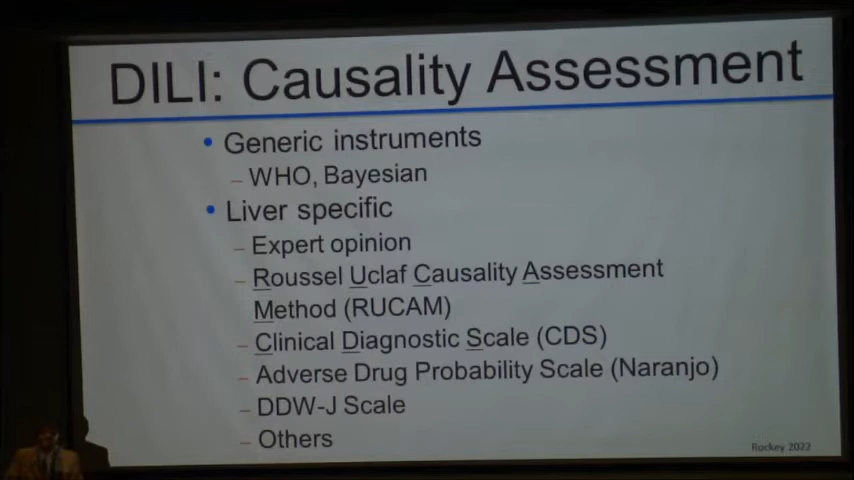 DILI: Causality Assessment
• Generic instruments
– WHO, Bayesian
• Liver specific
– Expert opinion
– Roussel Uclaf Causality Assessment
Method (RUCAM)
– Clinical Diagnostic Scale (CDS)
– Adverse Drug Probability Scale (Naranjo)
– DDW-J Scale
– Others
Rockey 2022